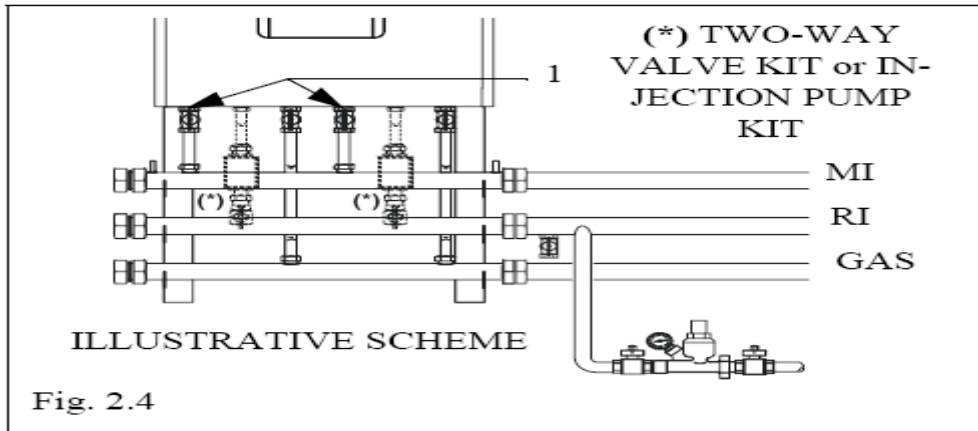 (*) TWO-WAY
VALVE KIT or IN-
JECTION PUMP
KIT
1
MI
(*)
(*)
RI
GAS
ILLUSTRATIVE SCHEME
Fig. 2.4